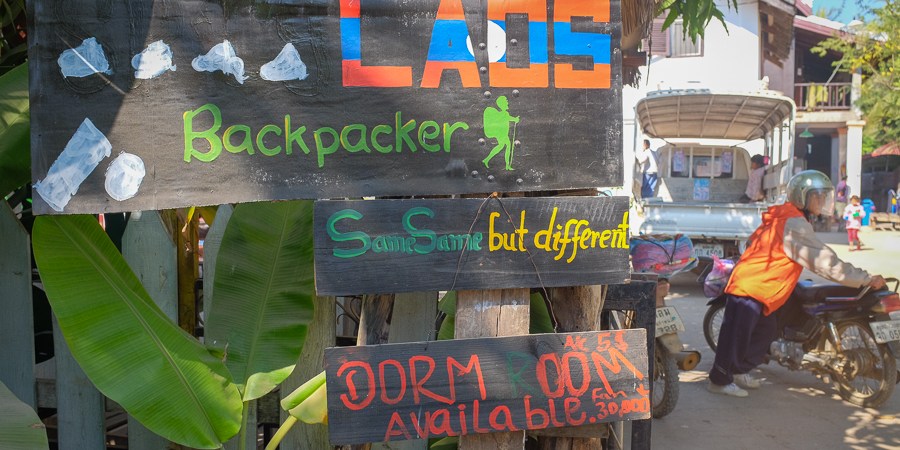 LAOS
Backpacker
SameSame but different
AC 5$
DORM ROOM
AVAILABLE.